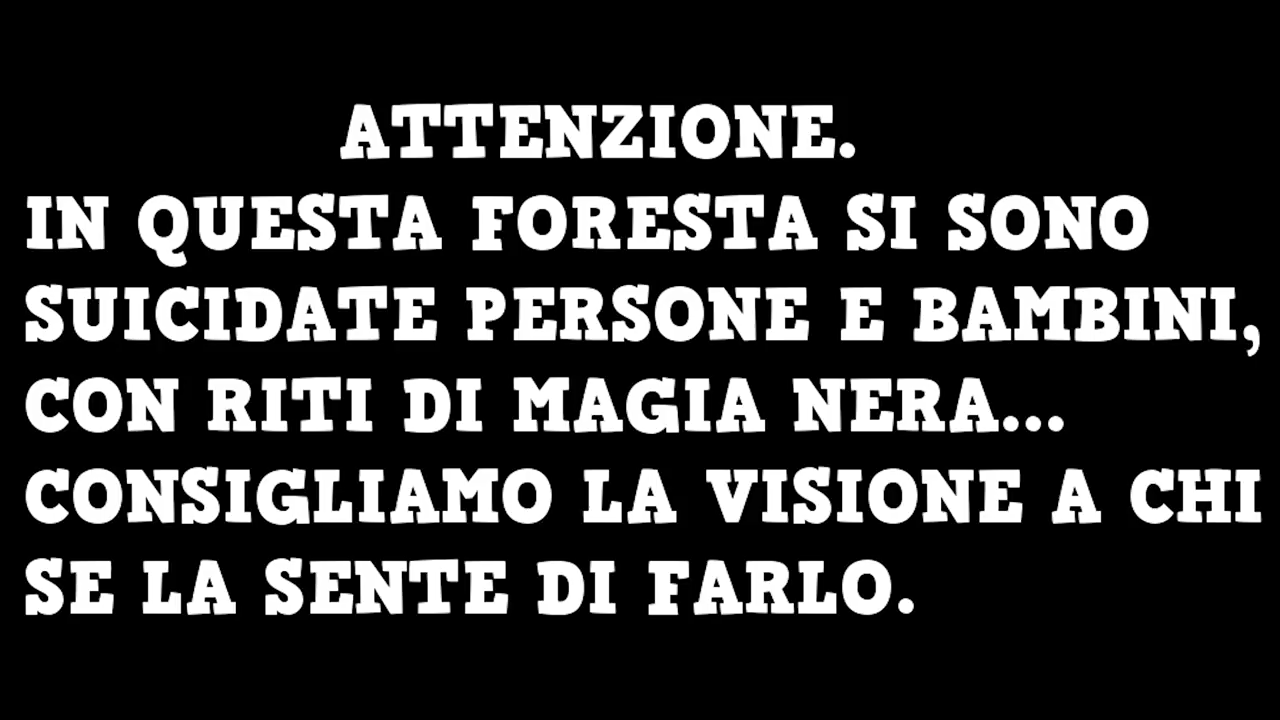 ATTENZIONE.
IN QUESTA FORESTA SI SONO
SUICIDATE PERSONE E BAMBINI,
CON RITI DI MAGIA NERA...
CONSIGLIAMO LA VISIONE A CHI
SE LA SENTE DI FARLO.